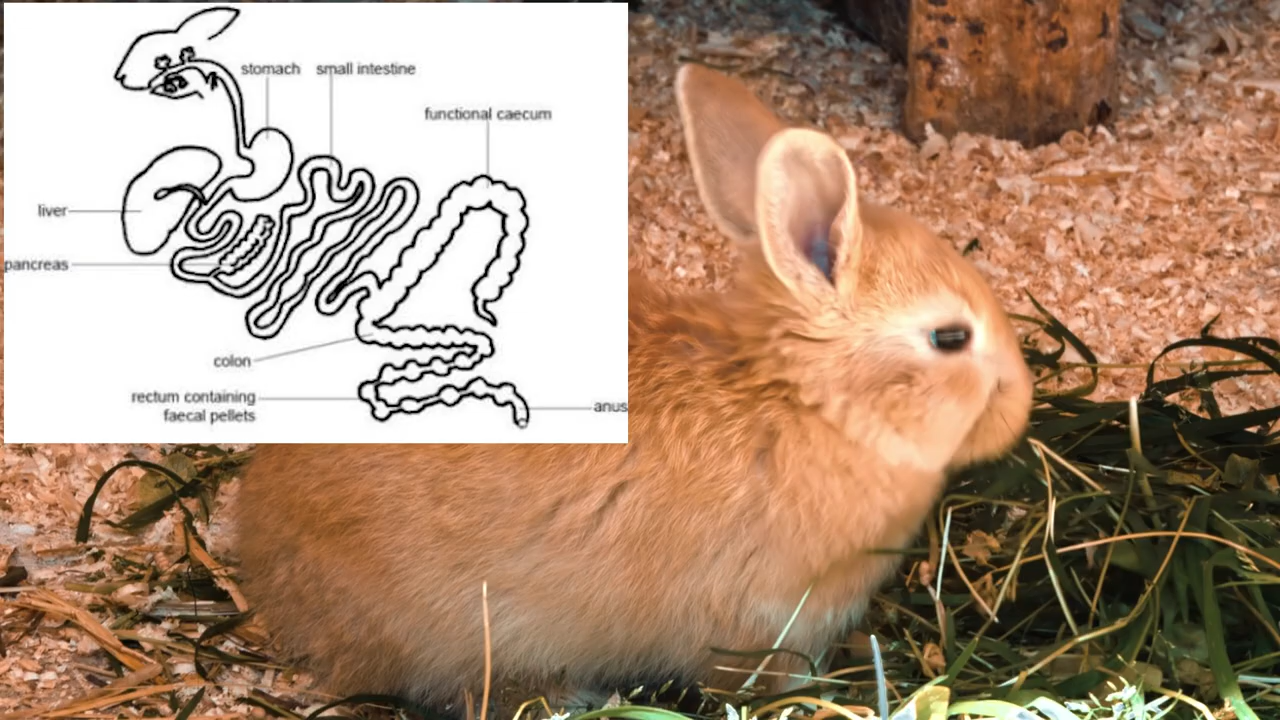 stomach small intestine
functional caecum
liver
pancreas
colon
rectum containing
faecal pellets
anus